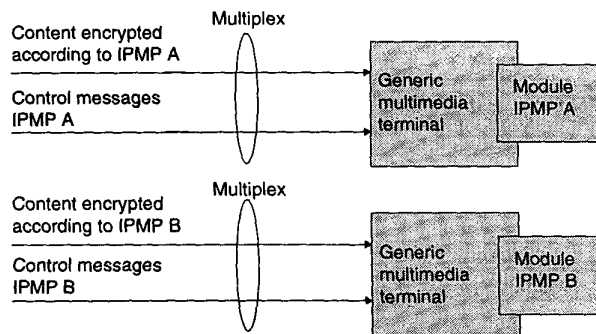 Multiplex
Content encrypted
according to IPMP A
Control messages
IPMP A
Generic
multimedia
terminal
Module
IPMP A
Multiplex
Content encrypted
according to IPMP B
Control messages
IPMP B
Generic
multimedia
terminal
Module
IPMP B